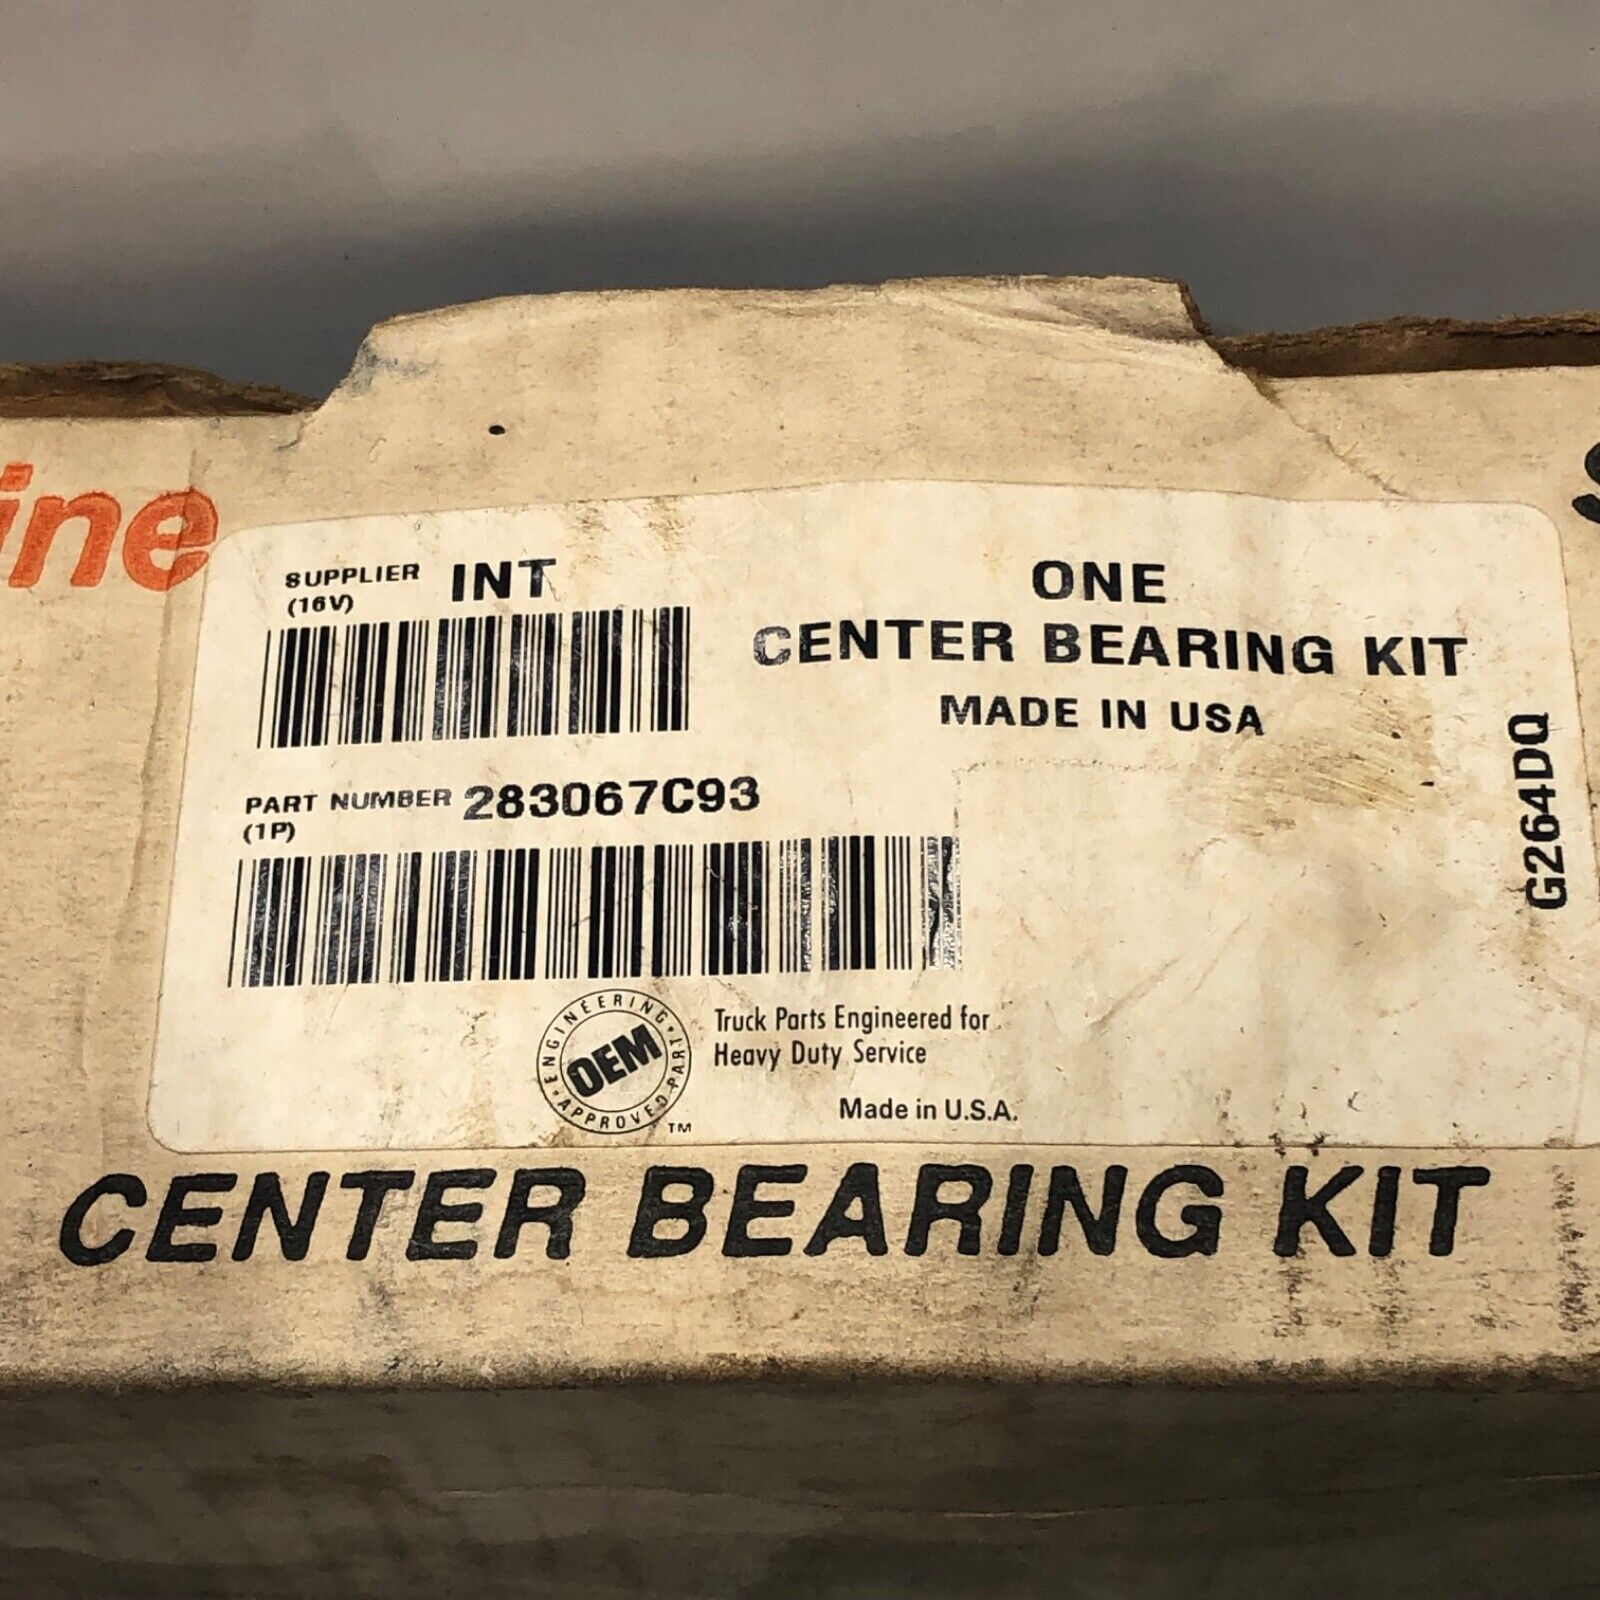 ine
S
SUPPLIER INT
(16V)
ONE
CENTER BEARING KIT
MADE IN USA
PART NUMBER 283067C93
(1P)
G264DQ
ENGINEERING
OEM
APPROVED PART
TM
Truck Parts Engineered for
Heavy Duty Service
Made in U.S.A.
CENTER BEARING KIT